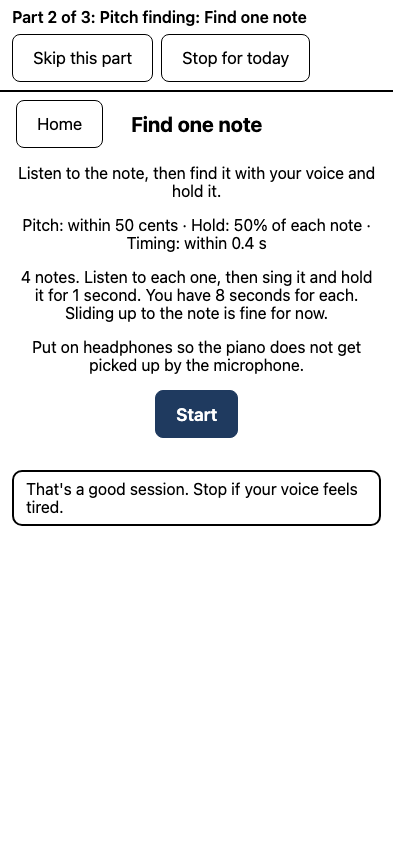 Part 2 of 3: Pitch finding: Find one note
Skip this part
Stop for today
Home
Find one note
Listen to the note, then find it with your voice and
hold it.
Pitch: within 50 cents · Hold: 50% of each note ·
Timing: within 0.4 s
4 notes. Listen to each one, then sing it and hold
it for 1 second. You have 8 seconds for each.
Sliding up to the note is fine for now.
Put on headphones so the piano does not get
picked up by the microphone.
Start
That's a good session. Stop if your voice feels
tired.